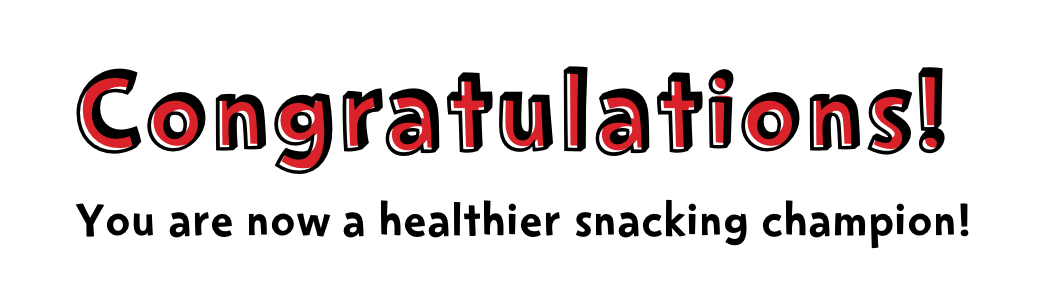 Congratulations!
You are now a healthier snacking champion!